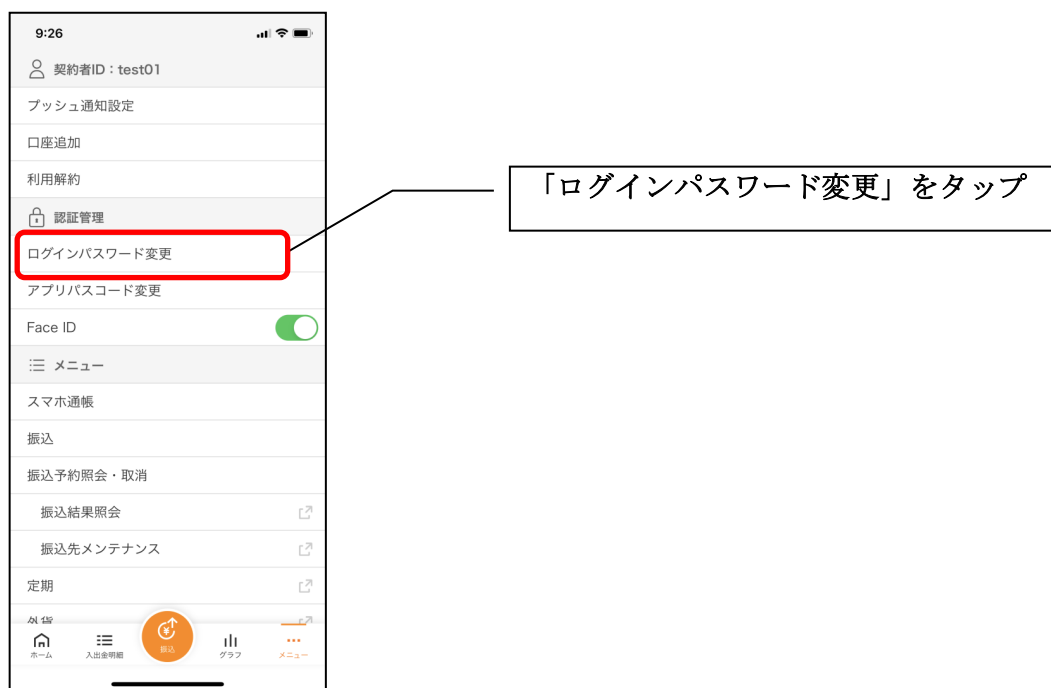 9:26
契約者ID：test01
プッシュ通知設定
口座追加
利用解約
認証管理
ログインパスワード変更
アプリパスコード変更
Face ID
メニュー
スマホ通帳
振込
振込予約照会・取消
振込結果照会
振込先メンテナンス
定期
外貨
ホーム
入出金明細
振込
グラフ
メニュー
「ログインパスワード変更」をタップ